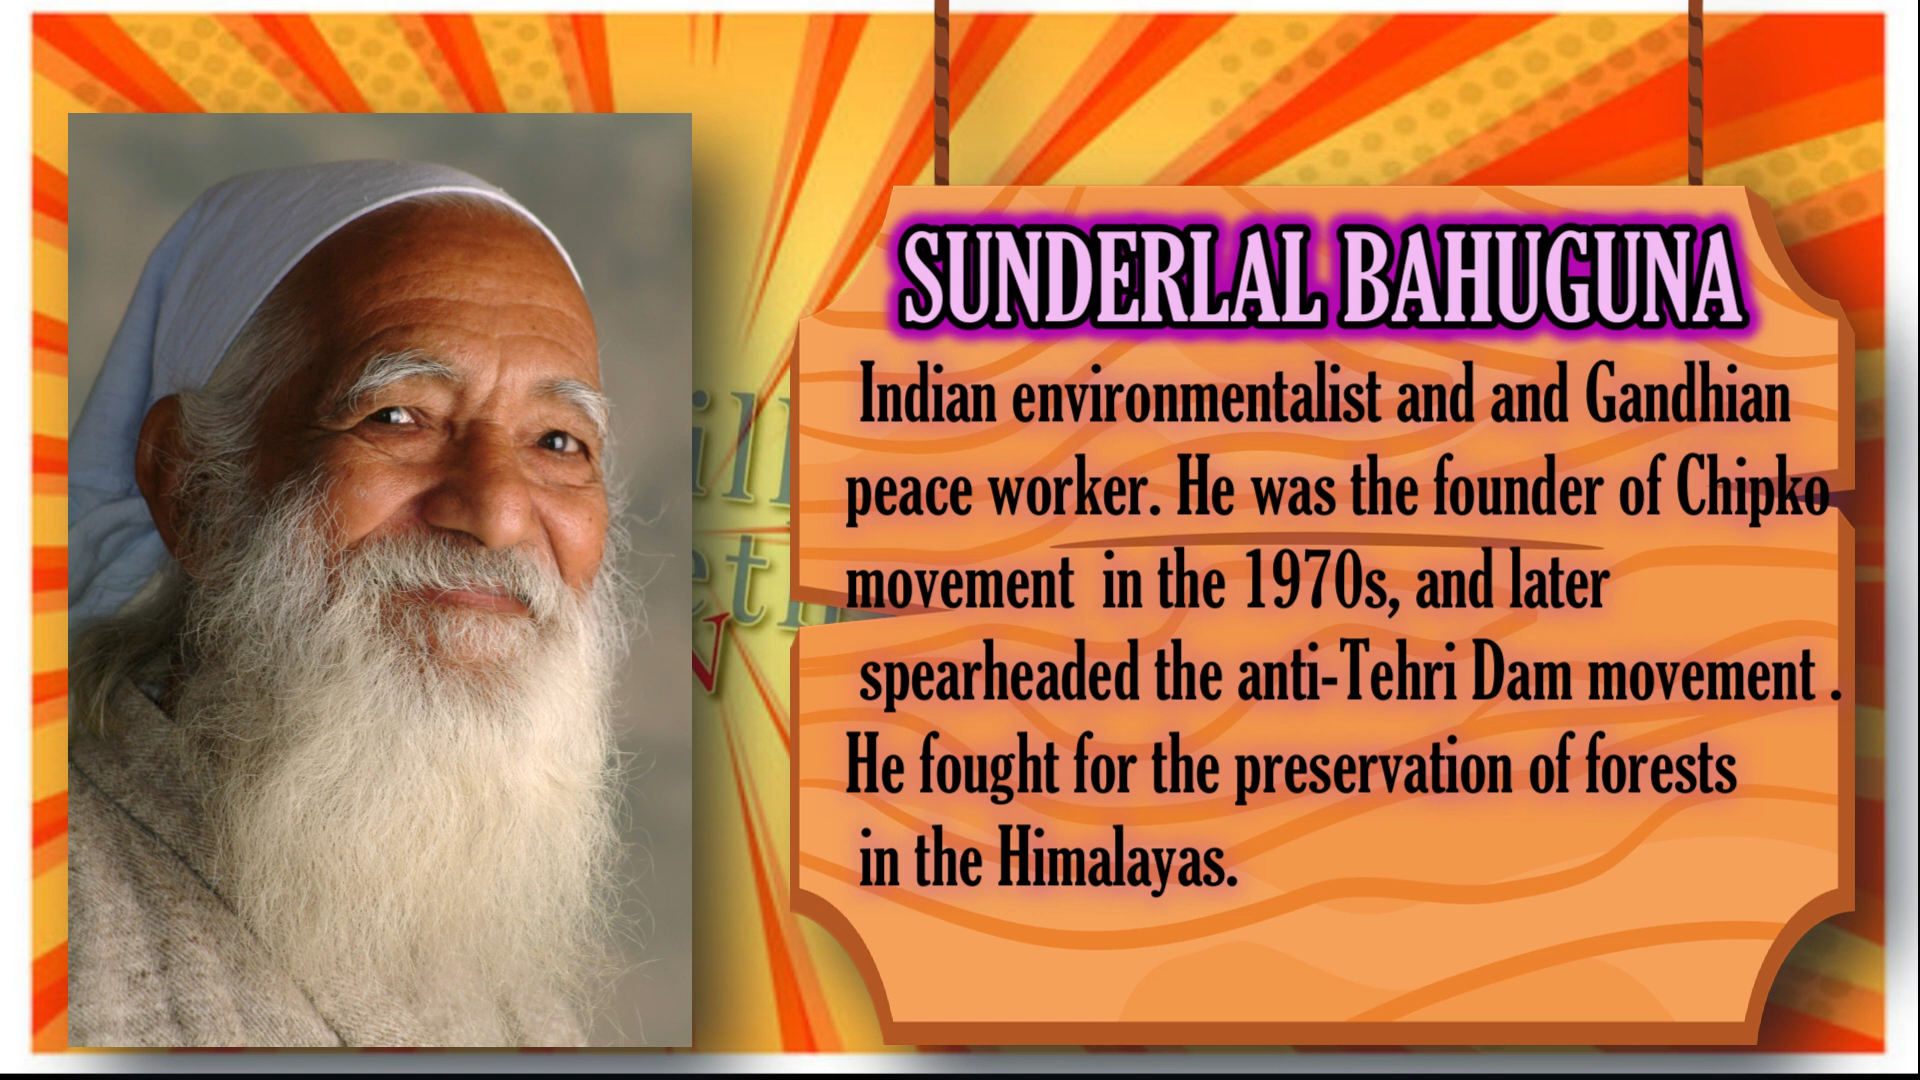 SUNDERLAL BAHUGUNA
Indian environmentalist and and Gandhian
peace worker. He was the founder of Chipko
movement in the 1970s, and later
spearheaded the anti-Tehri Dam movement .
He fought for the preservation of forests
in the Himalayas.